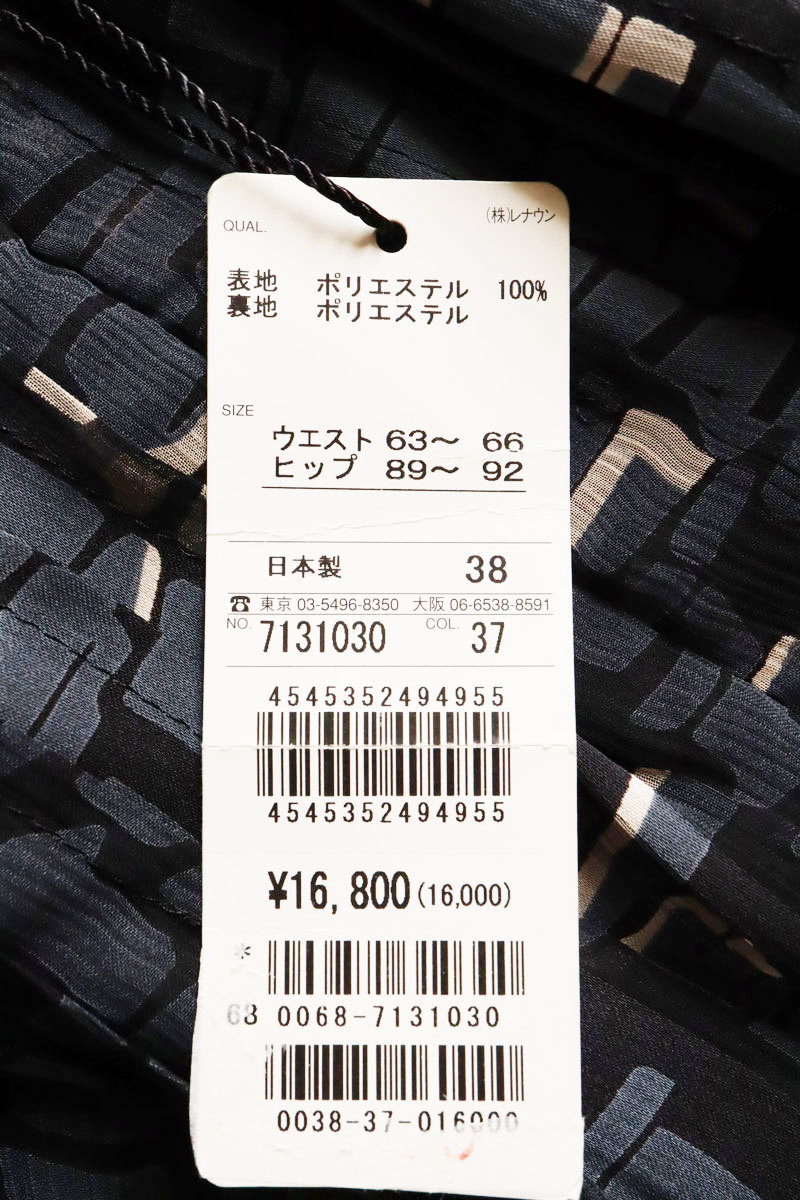 (株)レナウン
QUAL.
表地 ポリエステル 100%
裏地 ポリエステル
SIZE
ウエスト 63～ 66
ヒップ 89～ 92
日本製 38
☎ 東京 03-5496-8350 大阪 06-6538-8591
NO. 7131030 COL. 37
4545352494955
4545352494955
¥16,800(16,000)
*
68 0068-7131030
0038-37-016000